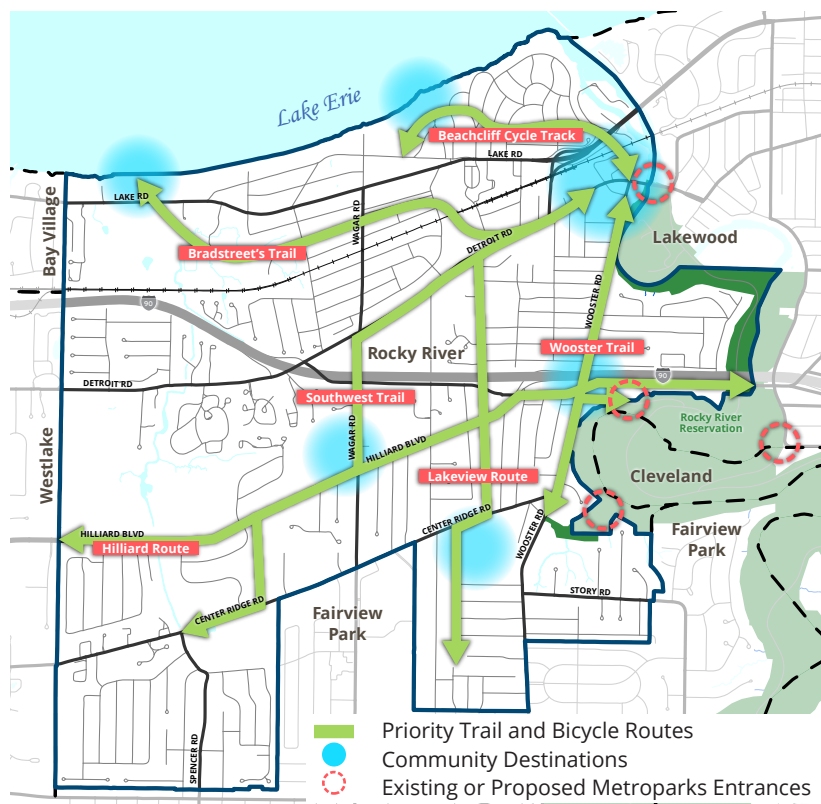 Lake Erie
Beachcliff Cycle Track
LAKE RD
LAKE RD
Bay Village
WAGAR RD
DETROIT RD
Lakewood
Bradstreet's Trail
WOOSTER RD
90
Rocky River
Wooster Trail
90
DETROIT RD
Southwest Trail
Rocky River
Reservation
WAGAR RD
HILLIARD BLVD
Westlake
Lakeview Route
Cleveland
CENTER RIDGE RD
WOOSTER RD
Fairview
Park
HILLIARD BLVD
Hilliard Route
STORY RD
CENTER RIDGE RD
Fairview
Park
SPENCER RD
Priority Trail and Bicycle Routes
Community Destinations
Existing or Proposed Metroparks Entrances